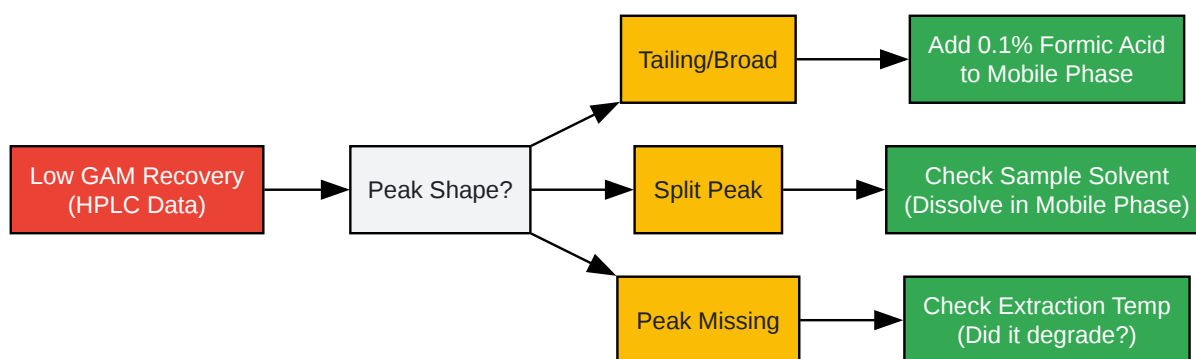 Low GAM Recovery
(HPLC Data)
Peak Shape?
Tailing/Broad
Add 0.1% Formic Acid
to Mobile Phase
Split Peak
Check Sample Solvent
(Dissolve in Mobile Phase)
Peak Missing
Check Extraction Temp
(Did it degrade?)